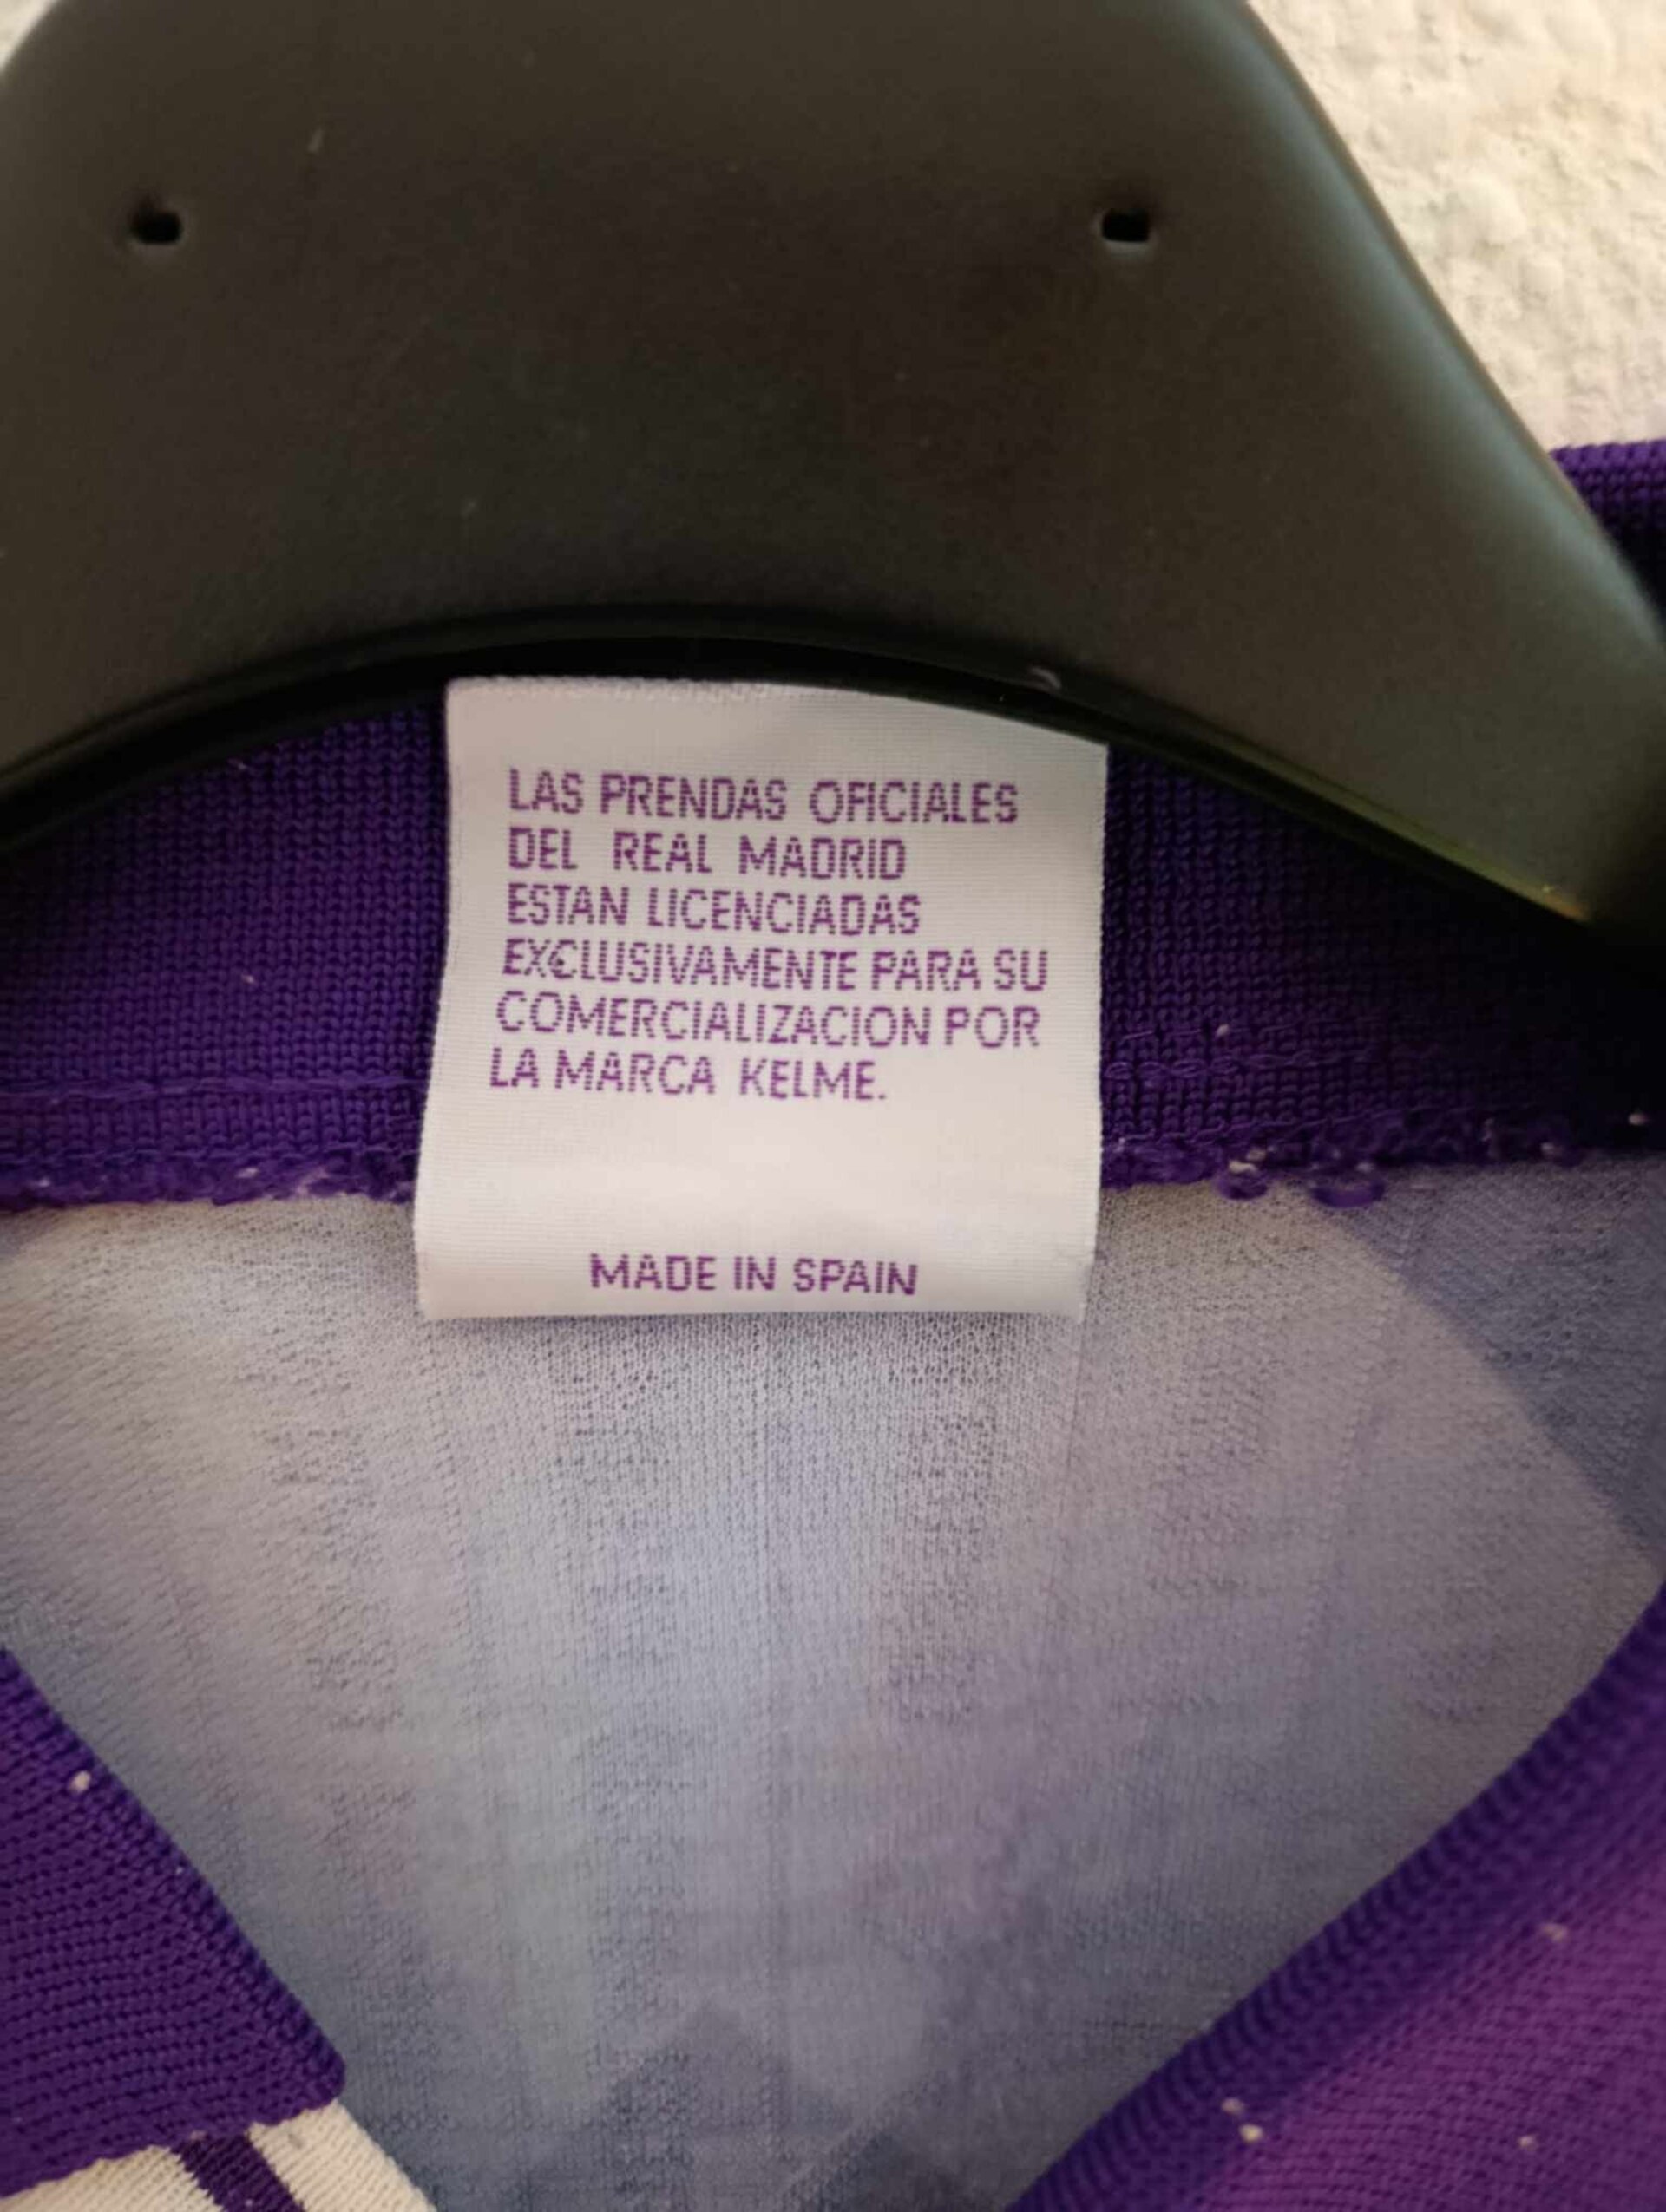 LAS PRENDAS OFICIALES
DEL REAL MADRID
ESTAN LICENCIADAS
EXCLUSIVAMENTE PARA SU
COMERCIALIZACION POR
LA MARCA KELME.
MADE IN SPAIN